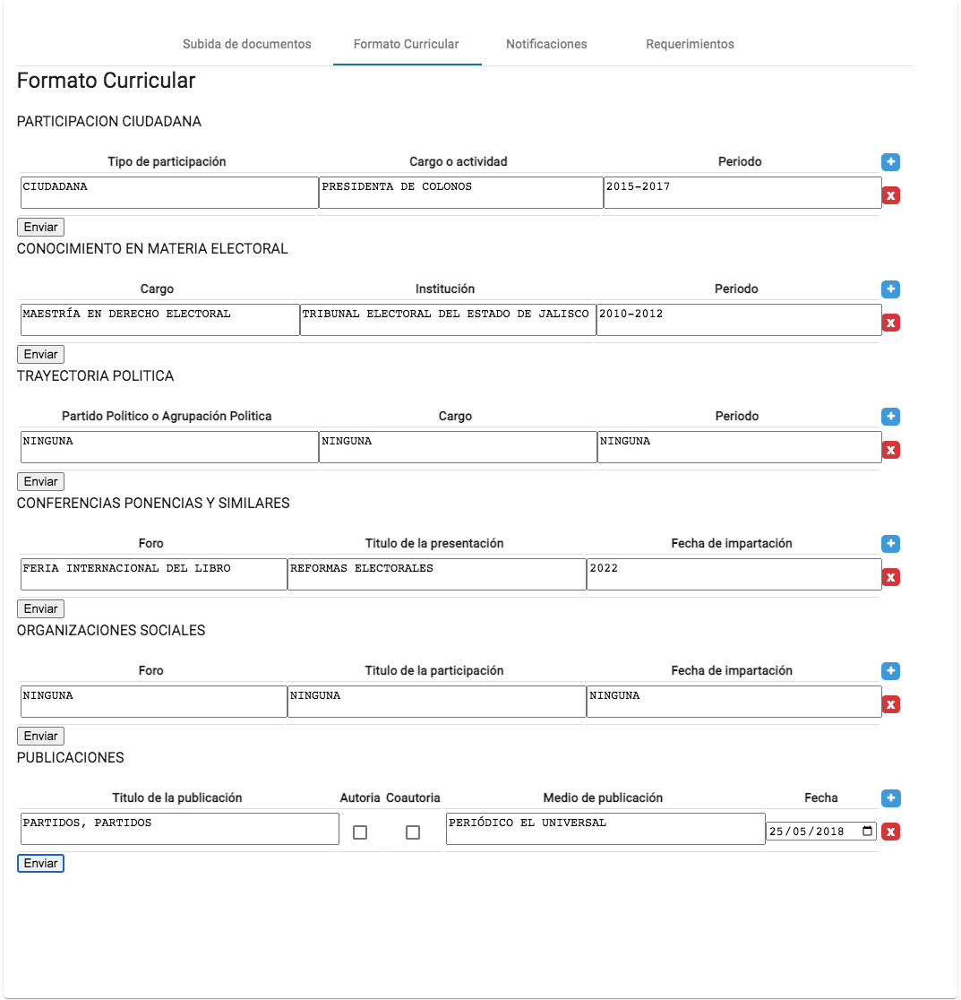 Subida de documentos Formato Curricular Notificaciones Requerimientos
Formato Curricular
PARTICIPACION CIUDADANA
Tipo de participación Cargo o actividad Periodo +
CIUDADANA PRESIDENTA DE COLONOS 2015-2017 x
Enviar
CONOCIMIENTO EN MATERIA ELECTORAL
Cargo Institución Periodo +
MAESTRÍA EN DERECHO ELECTORAL TRIBUNAL ELECTORAL DEL ESTADO DE JALISCO 2010-2012 x
Enviar
TRAYECTORIA POLITICA
Partido Politico o Agrupación Politica Cargo Periodo +
NINGUNA NINGUNA NINGUNA x
Enviar
CONFERENCIAS PONENCIAS Y SIMILARES
Foro Titulo de la presentación Fecha de impartación +
FERIA INTERNACIONAL DEL LIBRO REFORMAS ELECTORALES 2022 x
Enviar
ORGANIZACIONES SOCIALES
Foro Titulo de la participación Fecha de impartación +
NINGUNA NINGUNA NINGUNA x
Enviar
PUBLICACIONES
Titulo de la publicación Autoria Coautoria Medio de publicación Fecha +
PARTIDOS, PARTIDOS PERIÓDICO EL UNIVERSAL 25/05/2018 x
Enviar